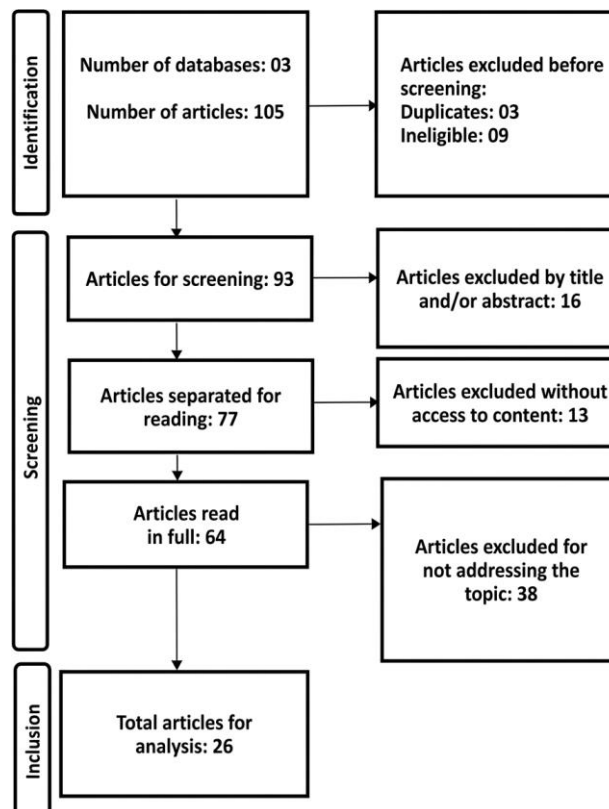 Identification
Number of databases: 03
Number of articles: 105
Articles excluded before
screening:
Duplicates: 03
Ineligible: 09
Screening
Articles for screening: 93
Articles excluded by title
and/or abstract: 16
Articles separated for
reading: 77
Articles excluded without
access to content: 13
Articles read
in full: 64
Articles excluded for
not addressing the
topic: 38
Inclusion
Total articles for
analysis: 26